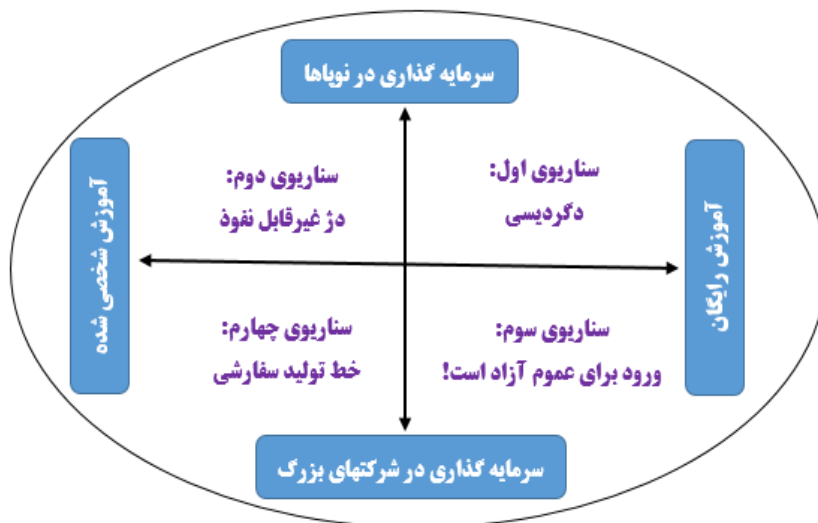 سرمایه گذاری در نوپاها
آموزش رایگان
سناریوی اول:
دگردیسی
سناریوی دوم:
دژ غیرقابل نفوذ
آموزش شخصی شده
سناریوی سوم:
ورود برای عموم آزاد است!
سناریوی چهارم:
خط تولید سفارشی
سرمایه گذاری در شرکتهای بزرگ